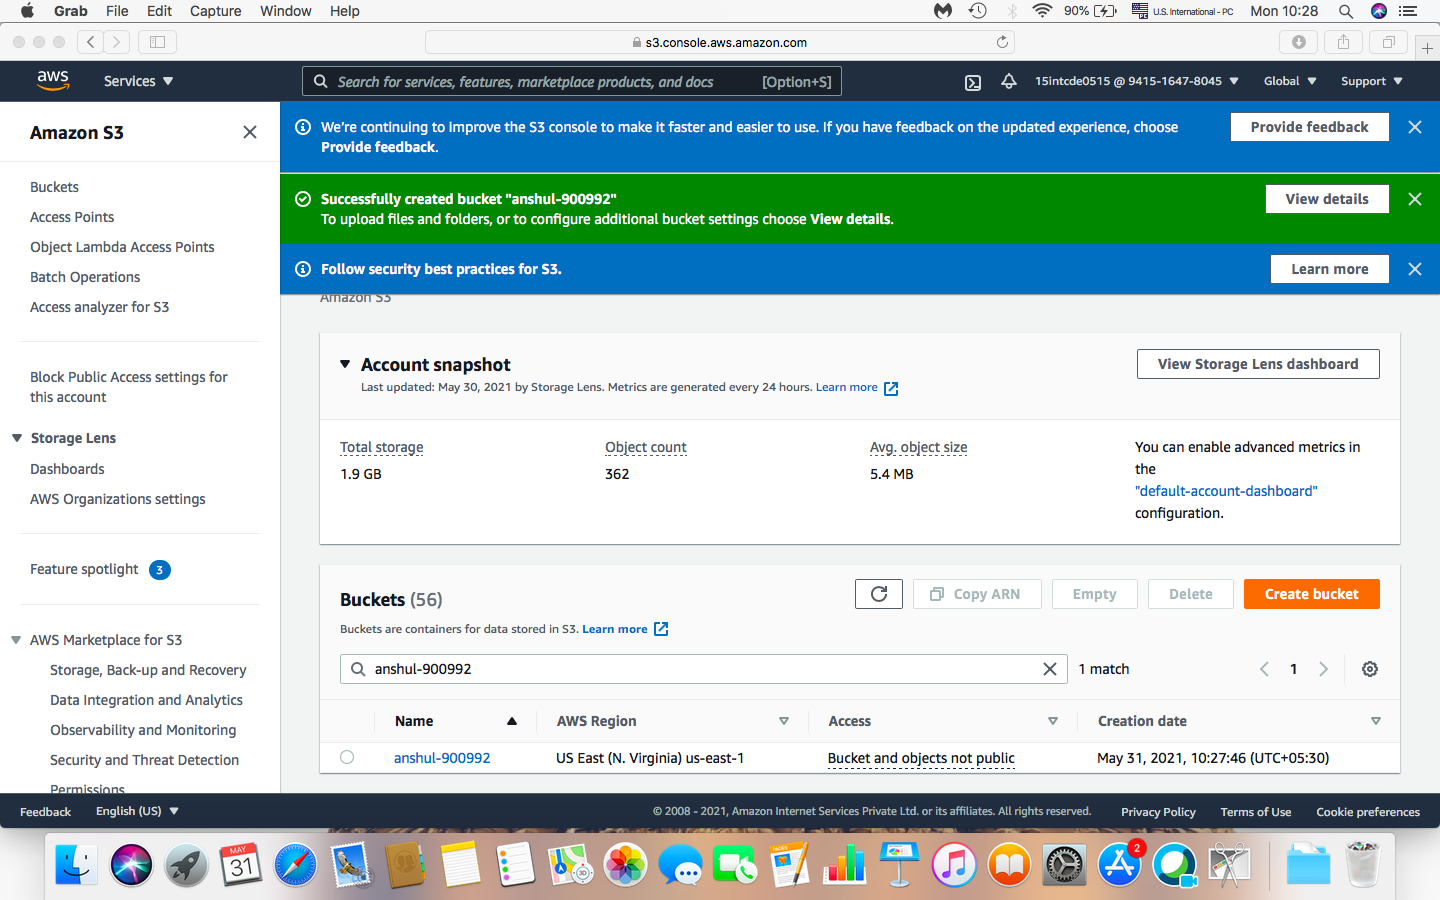 Grab File Edit Capture Window Help 90% U.S. International - PC Mon 10:28
s3.console.aws.amazon.com
aws Services Search for services, features, marketplace products, and docs [Option+S] 15intcde0515 @ 9415-1647-8045 Global Support
Amazon S3
Buckets
Access Points
Object Lambda Access Points
Batch Operations
Access analyzer for S3
Block Public Access settings for
this account
Storage Lens
Dashboards
AWS Organizations settings
Feature spotlight 3
AWS Marketplace for S3
Storage, Back-up and Recovery
Data Integration and Analytics
Observability and Monitoring
Security and Threat Detection
Permissions
We're continuing to improve the S3 console to make it faster and easier to use. If you have feedback on the updated experience, choose
Provide feedback.
Provide feedback
Successfully created bucket "anshul-900992"
To upload files and folders, or to configure additional bucket settings choose View details.
View details
Follow security best practices for S3.
Learn more
Amazon S3
Account snapshot
Last updated: May 30, 2021 by Storage Lens. Metrics are generated every 24 hours. Learn more
View Storage Lens dashboard
Total storage
1.9 GB
Object count
362
Avg. object size
5.4 MB
You can enable advanced metrics in
the
"default-account-dashboard"
configuration.
Buckets (56)
Buckets are containers for data stored in S3. Learn more
Copy ARN Empty Delete Create bucket
anshul-900992 1 match 1
Name AWS Region Access Creation date
anshul-900992 US East (N. Virginia) us-east-1 Bucket and objects not public May 31, 2021, 10:27:46 (UTC+05:30)
Feedback English (US) © 2008 - 2021, Amazon Internet Services Private Ltd. or its affiliates. All rights reserved. Privacy Policy Terms of Use Cookie preferences
MAY
31
3D
PAGES
2